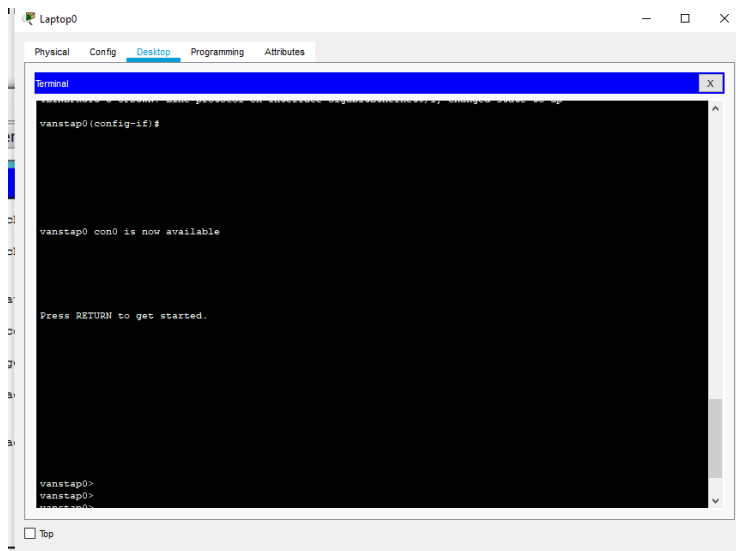 Laptop0
Physical Config Desktop Programming Attributes
Terminal
X
vanstap0(config-if)#
vanstap0 con0 is now available
Press RETURN to get started.
vanstap0>
vanstap0>
vanstap0>
Top